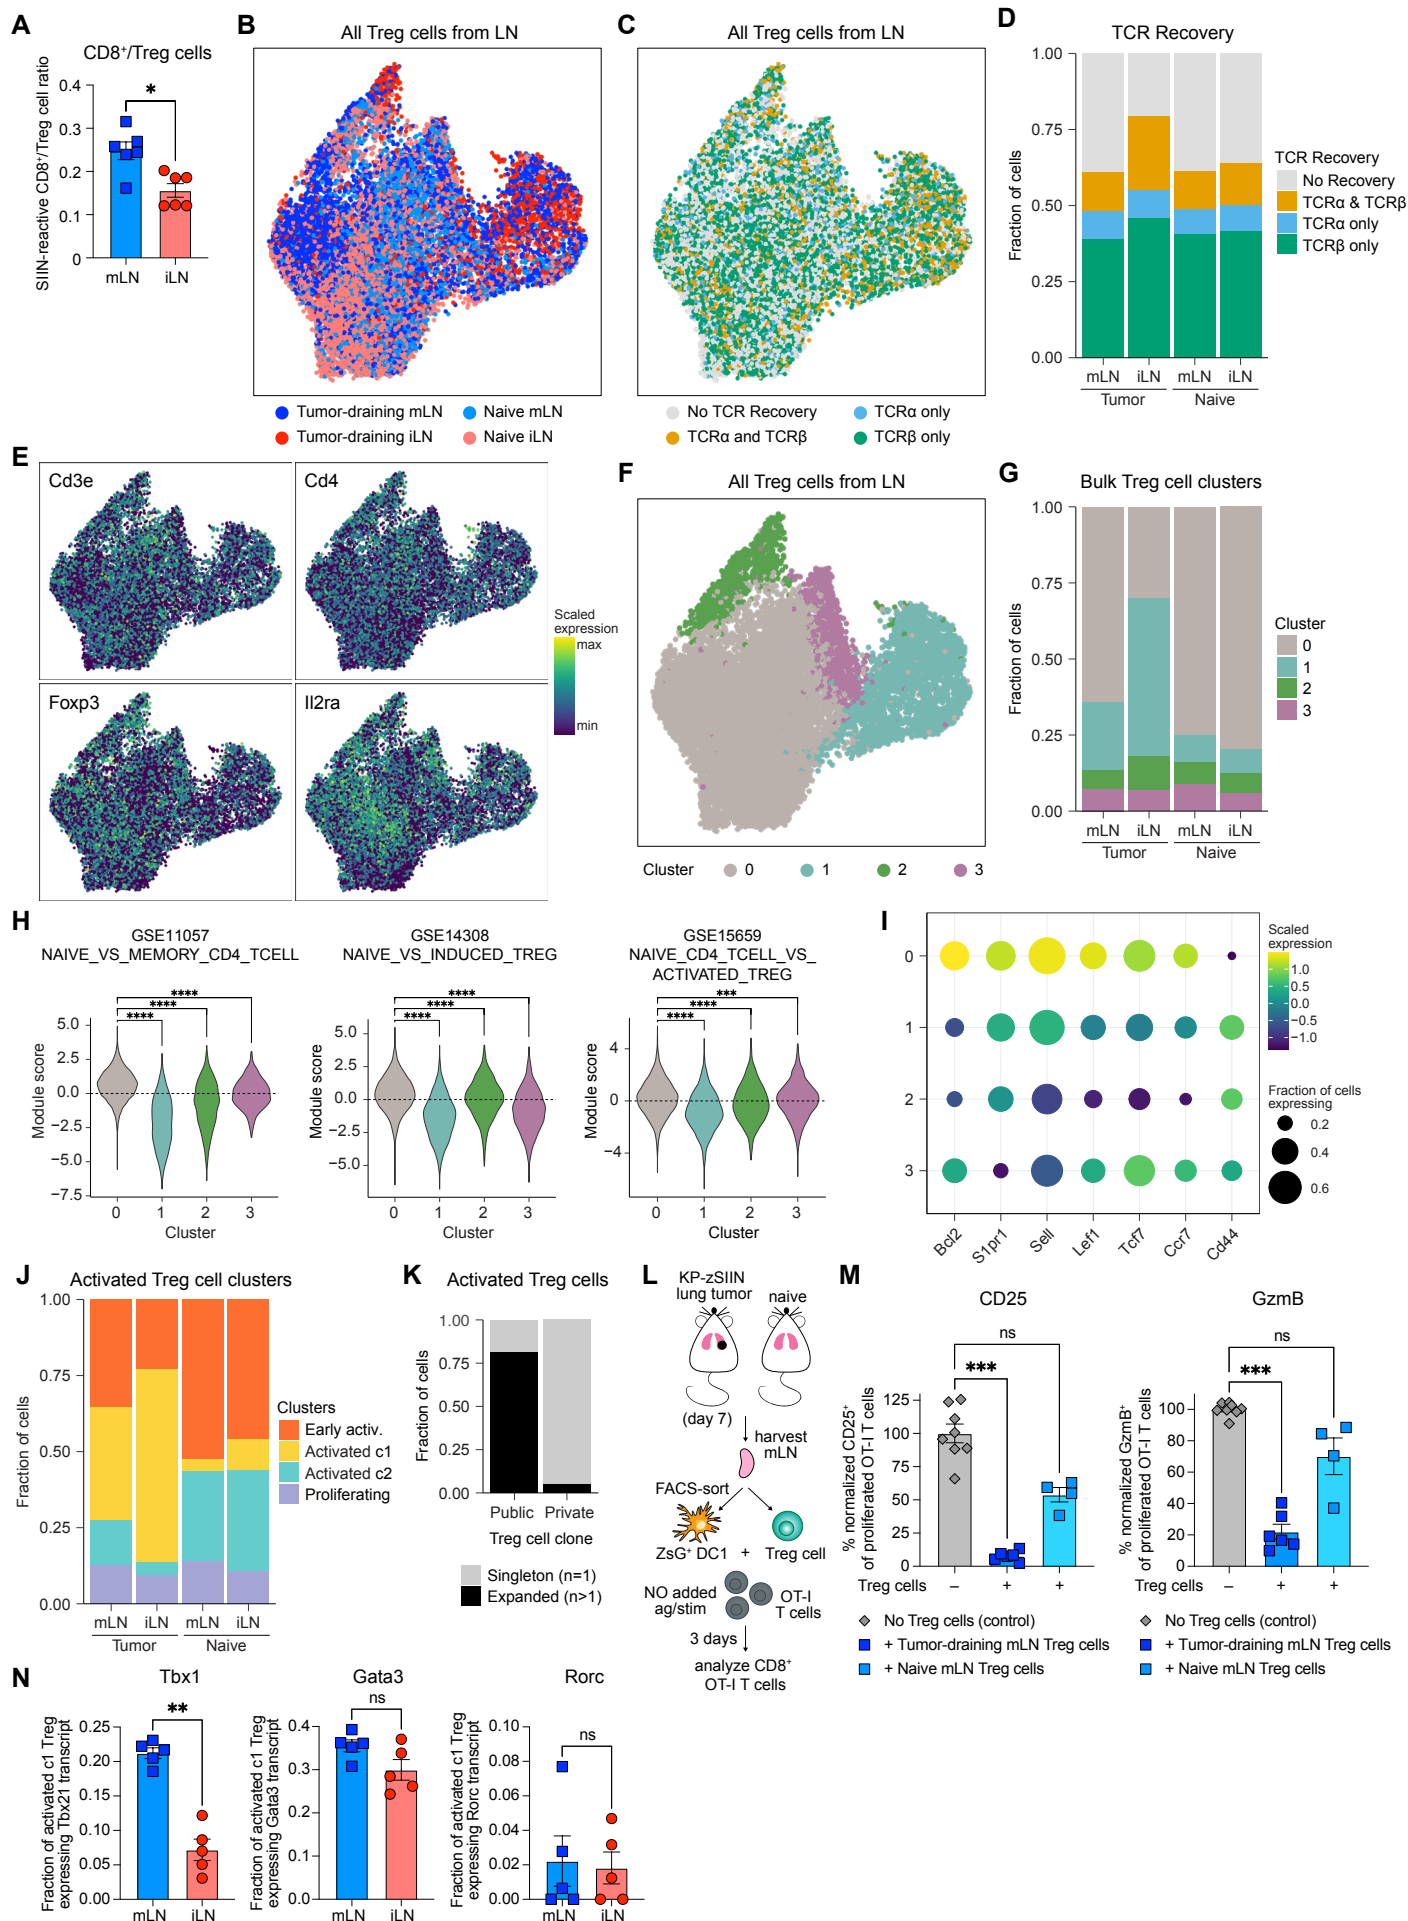 A
CD8⁺/Treg cells
SIIN-reactive CD8⁺/Treg cell ratio
0.4
0.3
0.2
0.1
0
*
mLN
iLN
B
All Treg cells from LN
Tumor-draining mLN
Naive mLN
Tumor-draining iLN
Naive iLN
C
All Treg cells from LN
No TCR Recovery
TCRα only
TCRα and TCRβ
TCRβ only
D
TCR Recovery
Fraction of cells
1.00
0.75
0.50
0.25
0.00
mLN iLN mLN iLN
Tumor Naive
TCR Recovery
No Recovery
TCRα & TCRβ
TCRα only
TCRβ only
E
Cd3e
Cd4
Foxp3
Il2ra
Scaled
expression
max
min
F
All Treg cells from LN
Cluster 0 1 2 3
G
Bulk Treg cell clusters
Fraction of cells
1.00
0.75
0.50
0.25
0.00
mLN iLN mLN iLN
Tumor Naive
Cluster
0
1
2
3
H
GSE11057
NAIVE_VS_MEMORY_CD4_TCELL
Module score
5.0
2.5
0.0
−2.5
−5.0
−7.5
****
****
****
0 1 2 3
Cluster
GSE14308
NAIVE_VS_INDUCED_TREG
Module score
5.0
2.5
0.0
−2.5
−5.0
****
****
****
0 1 2 3
Cluster
GSE15659
NAIVE_CD4_TCELL_VS_
ACTIVATED_TREG
Module score
4
0
−4
***
****
****
0 1 2 3
Cluster
I
0
1
2
3
Bcl2 S1pr1 Sell Lef1 Tcf7 Ccr7 Cd44
Scaled
expression
1.0
0.5
0.0
−0.5
−1.0
Fraction of cells
expressing
0.2
0.4
0.6
J
Activated Treg cell clusters
Fraction of cells
1.00
0.75
0.50
0.25
0.00
mLN iLN mLN iLN
Tumor Naive
Clusters
Early activ.
Activated c1
Activated c2
Proliferating
K
Activated Treg cells
Fraction of cells
1.00
0.75
0.50
0.25
0.00
Public Private
Treg cell clone
Singleton (n=1)
Expanded (n>1)
L
KP-zSIIN
lung tumor
naive
(day 7)
harvest
mLN
FACS-sort
ZsG⁺ DC1 + Treg cell
NO added
ag/stim
OT-I
T cells
3 days
analyze CD8⁺
OT-I T cells
M
CD25
% normalized CD25⁺
of proliferated OT-I T cells
125
100
75
50
25
0
ns
***
Treg cells − + +
No Treg cells (control)
+ Tumor-draining mLN Treg cells
+ Naive mLN Treg cells
GzmB
% normalized GzmB⁺
of proliferated OT-I T cells
100
80
60
40
20
0
ns
***
Treg cells − + +
No Treg cells (control)
+ Tumor-draining mLN Treg cells
+ Naive mLN Treg cells
N
Tbx1
Fraction of activated c1 Treg
expressing Tbx21 transcript
0.25
0.20
0.15
0.10
0.05
0.00
**
mLN iLN
Gata3
Fraction of activated c1 Treg
expressing Gata3 transcript
0.4
0.3
0.2
0.1
0.0
ns
mLN iLN
Rorc
Fraction of activated c1 Treg
expressing Rorc transcript
0.10
0.08
0.06
0.04
0.02
0.00
ns
mLN iLN